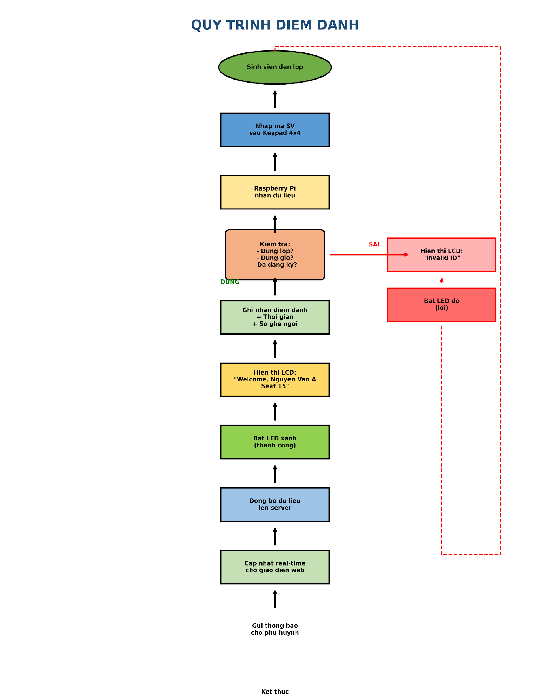 QUY TRINH DIEM DANH
Sinh vien den lop
Nhap ma SV
sau Keypad 4x4
Raspberry Pi
nhan du lieu
Kiem tra:
- Dung lop?
- Dung gio?
- Da dang ky?
SAI
Hien thi LCD:
"Invalid ID"
DUNG
Bat LED do
(loi)
Ghi nhan diem danh
+ Thoi gian
+ So ghe ngoi
Hien thi LCD:
"Welcome, Nguyen Van A
Seat 15"
Bat LED xanh
(thanh cong)
Dong bo du lieu
len server
Cap nhat real-time
cho giao dien web
Gui thong bao
cho phu huynh
Ket thuc